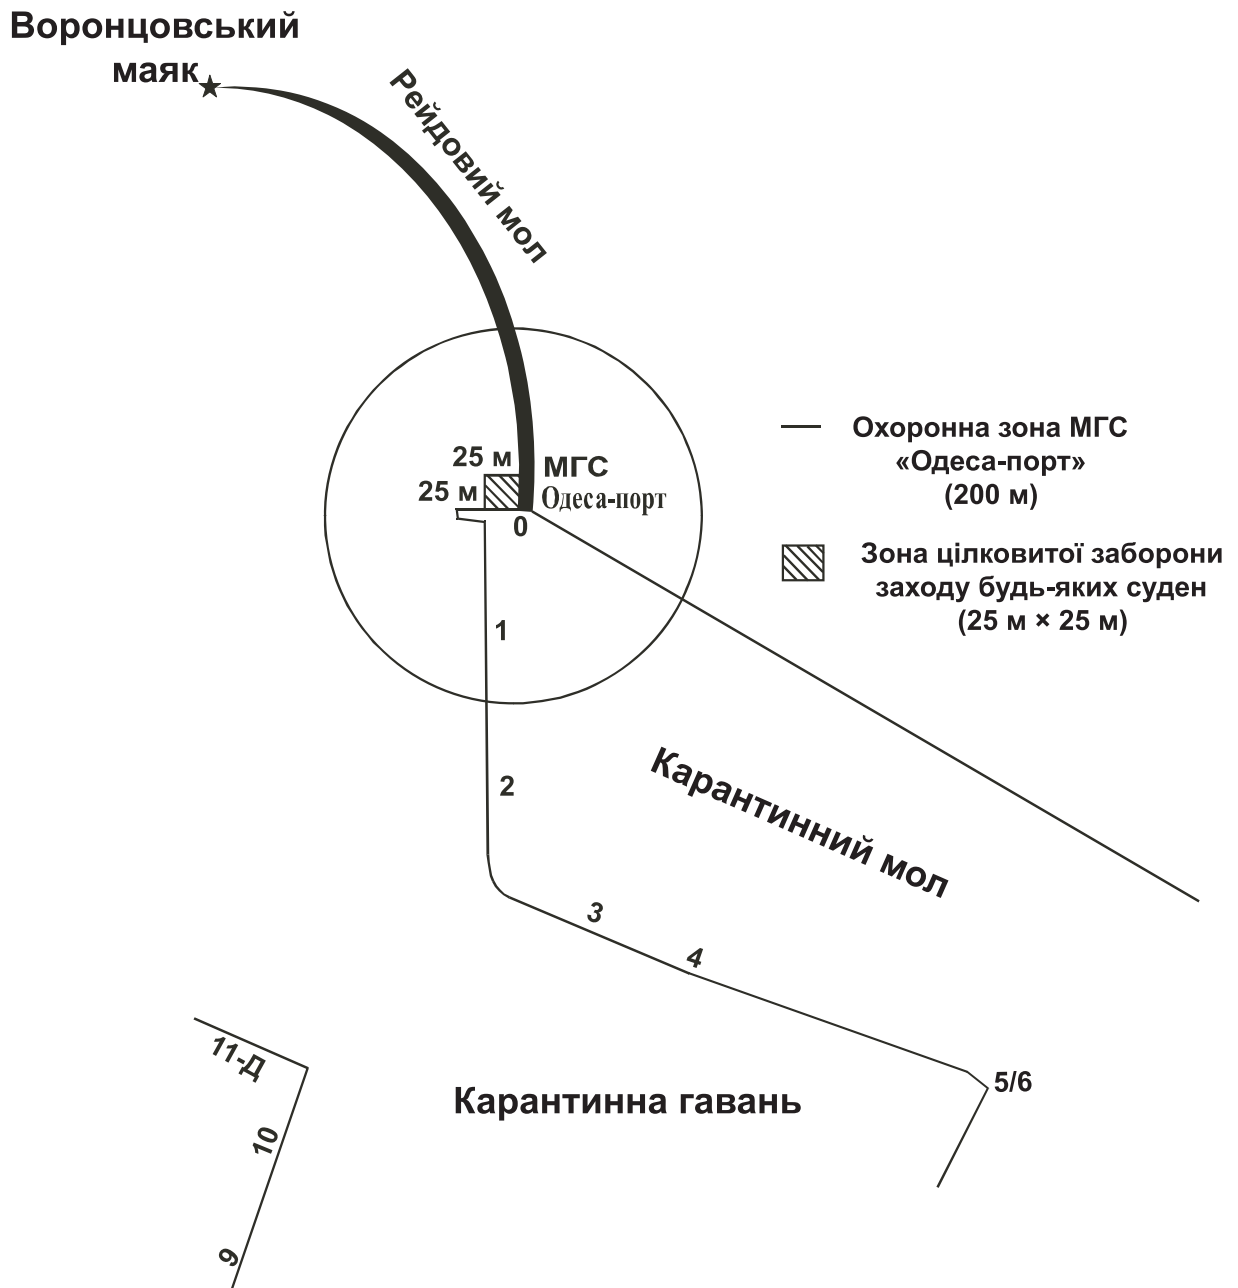 Воронцовський
маяк
Рейдовий мол
25 м
25 м
МГС
Одеса-порт
0
Охоронна зона МГС
«Одеса-порт»
(200 м)
Зона цілковитої заборони
заходу будь-яких суден
(25 м × 25 м)
1
2
Карантинний мол
3
4
5/6
11-Д
10
9
Карантинна гавань